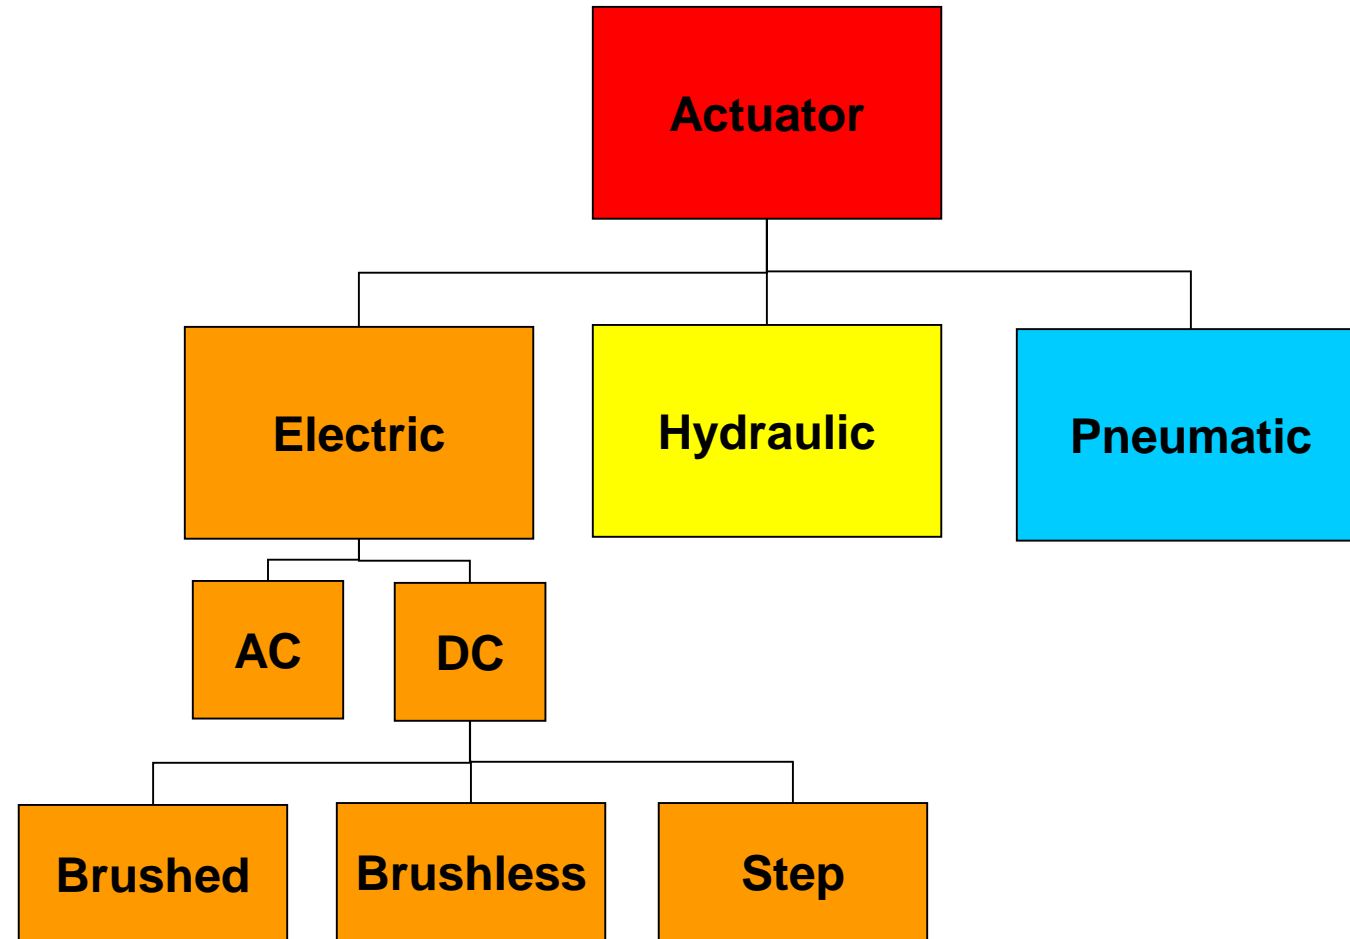 Actuator
Electric
Hydraulic
Pneumatic
AC
DC
Brushed
Brushless
Step